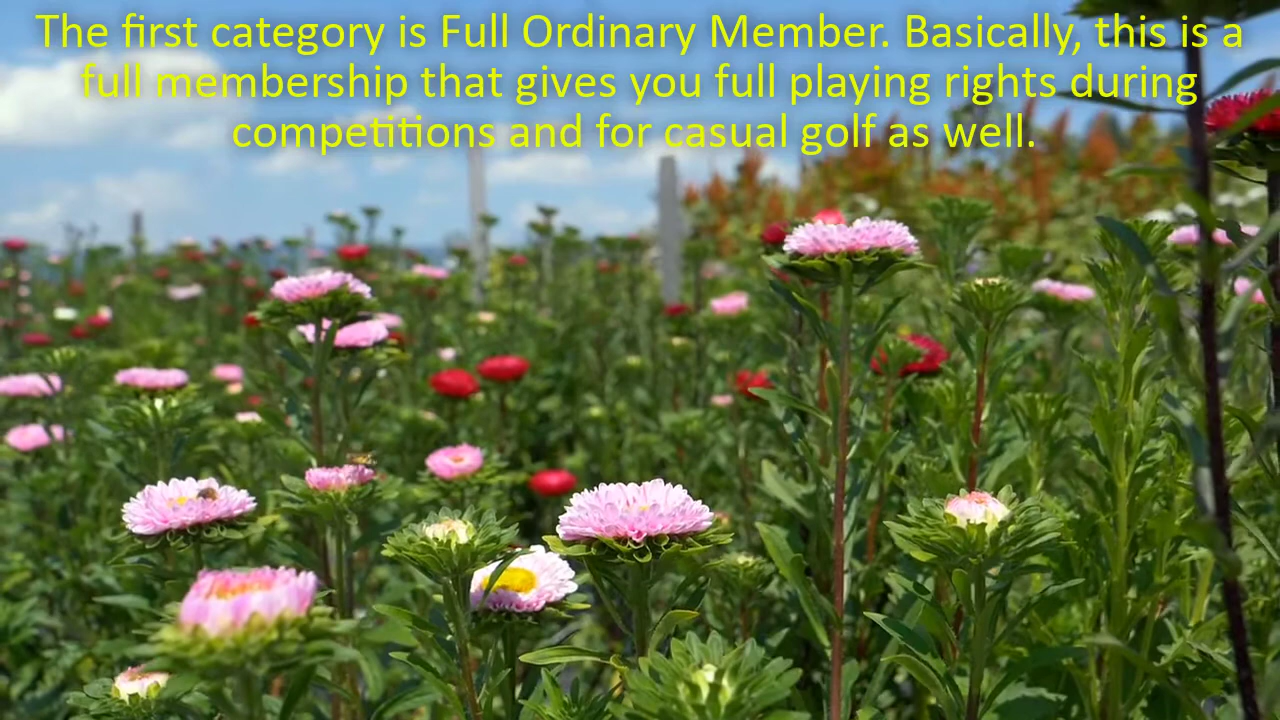 The first category is Full Ordinary Member. Basically, this is a
full membership that gives you full playing rights during
competitions and for casual golf as well.